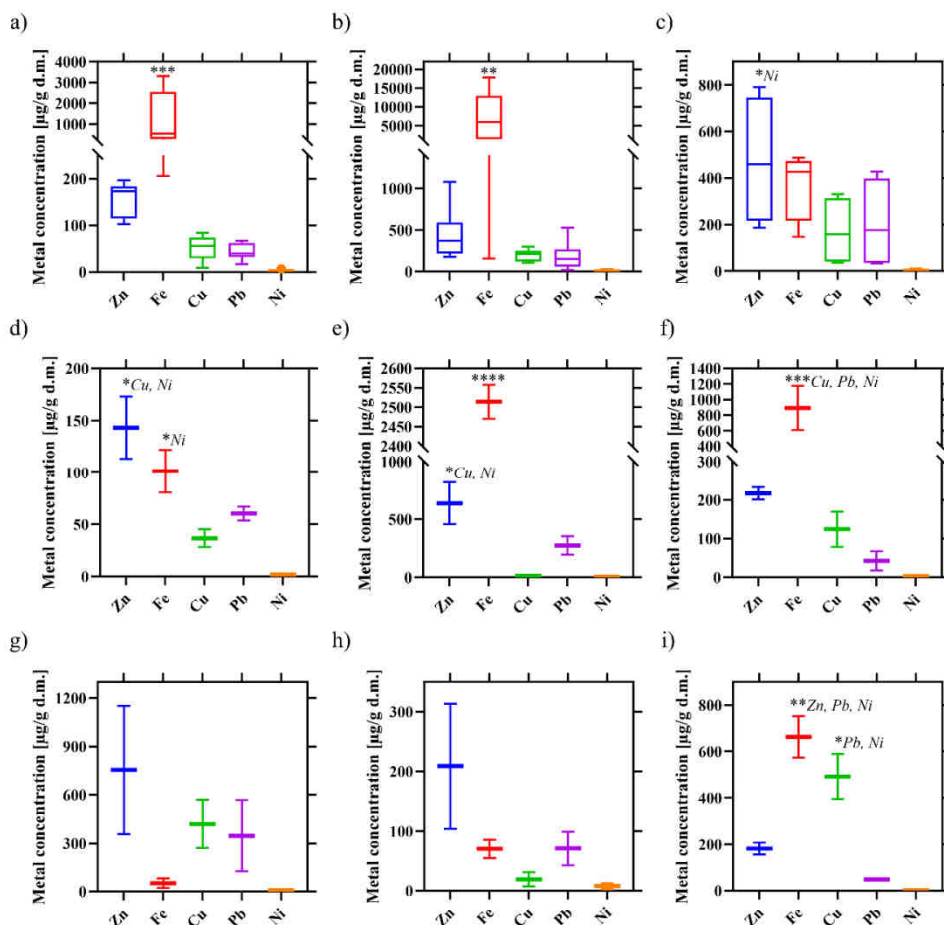 a)
Metal concentration [µg/g d.m.]
4000
3000
2000
1000
200
100
0
***
Zn Fe Cu Pb Ni
b)
Metal concentration [µg/g d.m.]
20000
15000
10000
5000
1000
500
0
**
Zn Fe Cu Pb Ni
c)
Metal concentration [µg/g d.m.]
800
600
400
200
0
*Ni
Zn Fe Cu Pb Ni
d)
Metal concentration [µg/g d.m.]
200
150
100
50
0
*Cu, Ni
*Ni
Zn Fe Cu Pb Ni
e)
Metal concentration [µg/g d.m.]
2600
2550
2500
2450
2400
1000
500
0
****
*Cu, Ni
Zn Fe Cu Pb Ni
f)
Metal concentration [µg/g d.m.]
1400
1200
1000
800
600
400
300
200
100
0
***Cu, Pb, Ni
Zn Fe Cu Pb Ni
g)
Metal concentration [µg/g d.m.]
1200
900
600
300
0
Zn Fe Cu Pb Ni
h)
Metal concentration [µg/g d.m.]
300
200
100
0
Zn Fe Cu Pb Ni
i)
Metal concentration [µg/g d.m.]
800
600
400
200
0
**Zn, Pb, Ni
*Pb, Ni
Zn Fe Cu Pb Ni